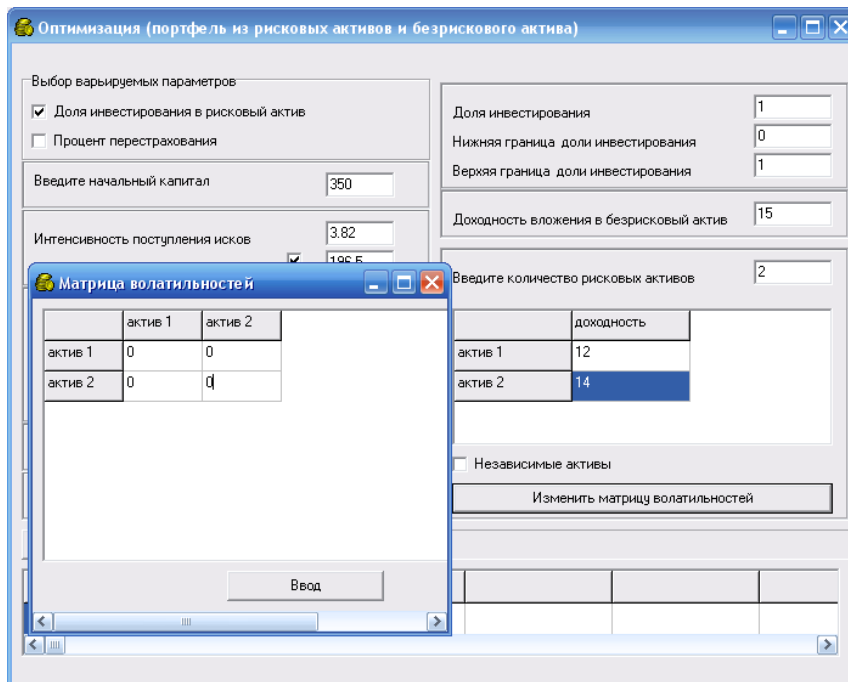 Оптимизация (портфель из рисковых активов и безрискового актива)
Выбор варьируемых параметров
Доля инвестирования в рисковый актив
Процент перестрахования
Введите начальный капитал 350
Интенсивность поступления исков 3.82
196.5
Доля инвестирования 1
Нижняя граница доли инвестирования 0
Верхняя граница доли инвестирования 1
Доходность вложения в безрисковый актив 15
Введите количество рисковых активов 2
доходность
актив 1 12
актив 2 14
Независимые активы
Изменить матрицу волатильностей
Матрица волатильностей
актив 1 актив 2
актив 1 0 0
актив 2 0 0
Ввод